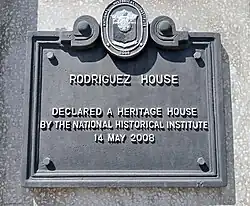 RODRIGUEZ HOUSE
DECLARED A HERITAGE HOUSE
BY THE NATIONAL HISTORICAL INSTITUTE
14 MAY 2008